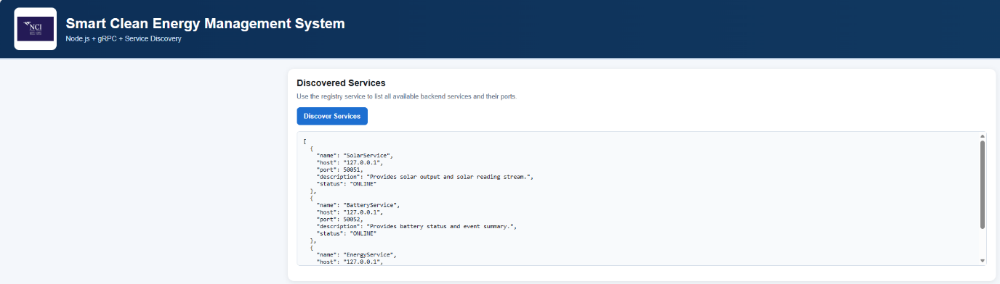 NCI
Smart Clean Energy Management System
Node.js + gRPC + Service Discovery
Discovered Services
Use the registry service to list all available backend services and their ports.
Discover Services
[
  {
    "name": "SolarService",
    "host": "127.0.0.1",
    "port": 50051,
    "description": "Provides solar output and solar reading stream.",
    "status": "ONLINE"
  },
  {
    "name": "BatteryService",
    "host": "127.0.0.1",
    "port": 50052,
    "description": "Provides battery status and event summary.",
    "status": "ONLINE"
  },
  {
    "name": "EnergyService",
    "host": "127.0.0.1",